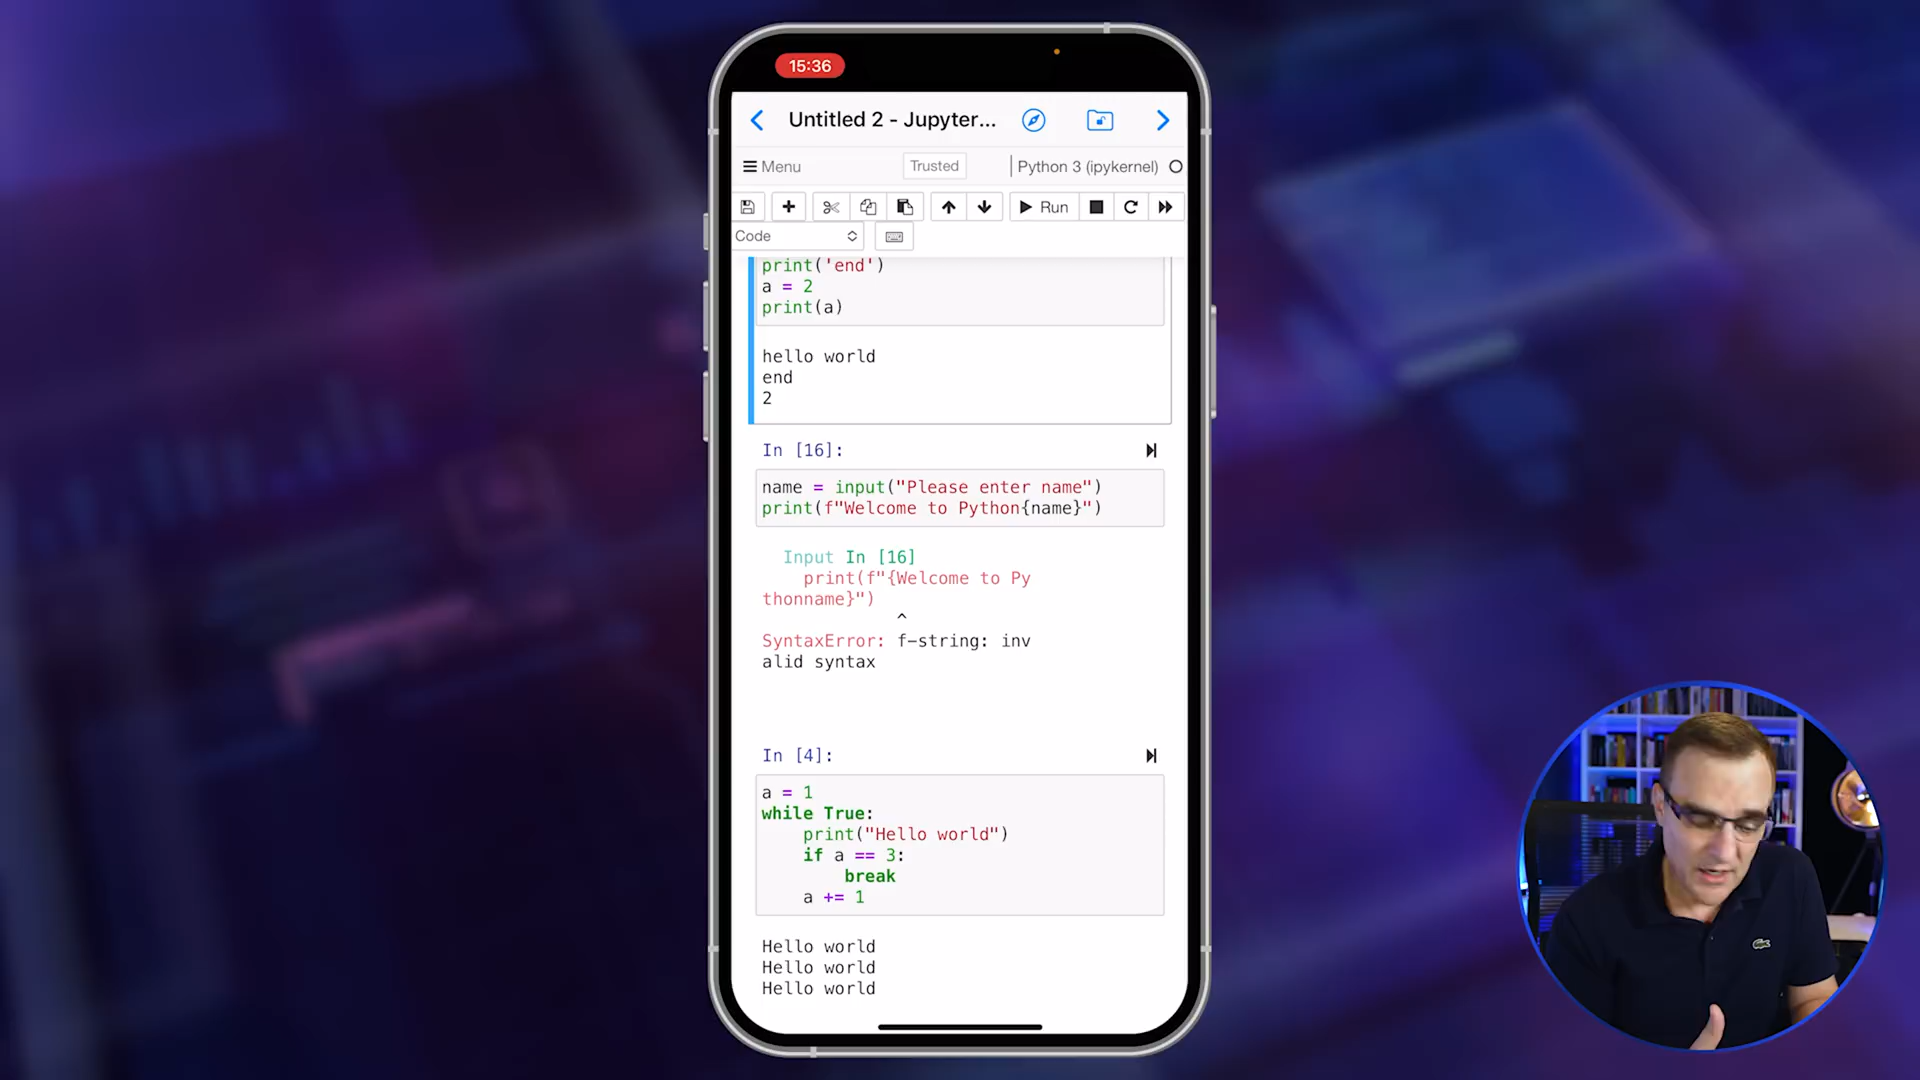 15:36
Untitled 2 - Jupyter...
Menu
Trusted
Python 3 (ipykernel)
Run
Code
print('end')
a = 2
print(a)
hello world
end
2
In [16]:
name = input("Please enter name")
print(f"Welcome to Python{name}")
Input In [16]
print(f"{Welcome to Py
thonname}")
^
SyntaxError: f-string: inv
alid syntax
In [4]:
a = 1
while True:
print("Hello world")
if a == 3:
break
a += 1
Hello world
Hello world
Hello world